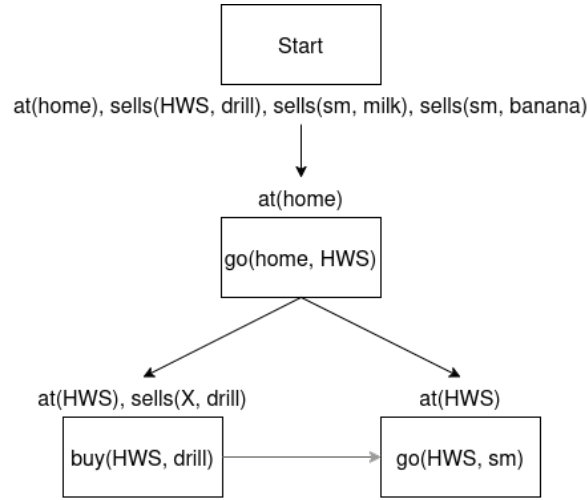 Start
at(home), sells(HWS, drill), sells(sm, milk), sells(sm, banana)
at(home)
go(home, HWS)
at(HWS), sells(X, drill)
at(HWS)
buy(HWS, drill)
go(HWS, sm)